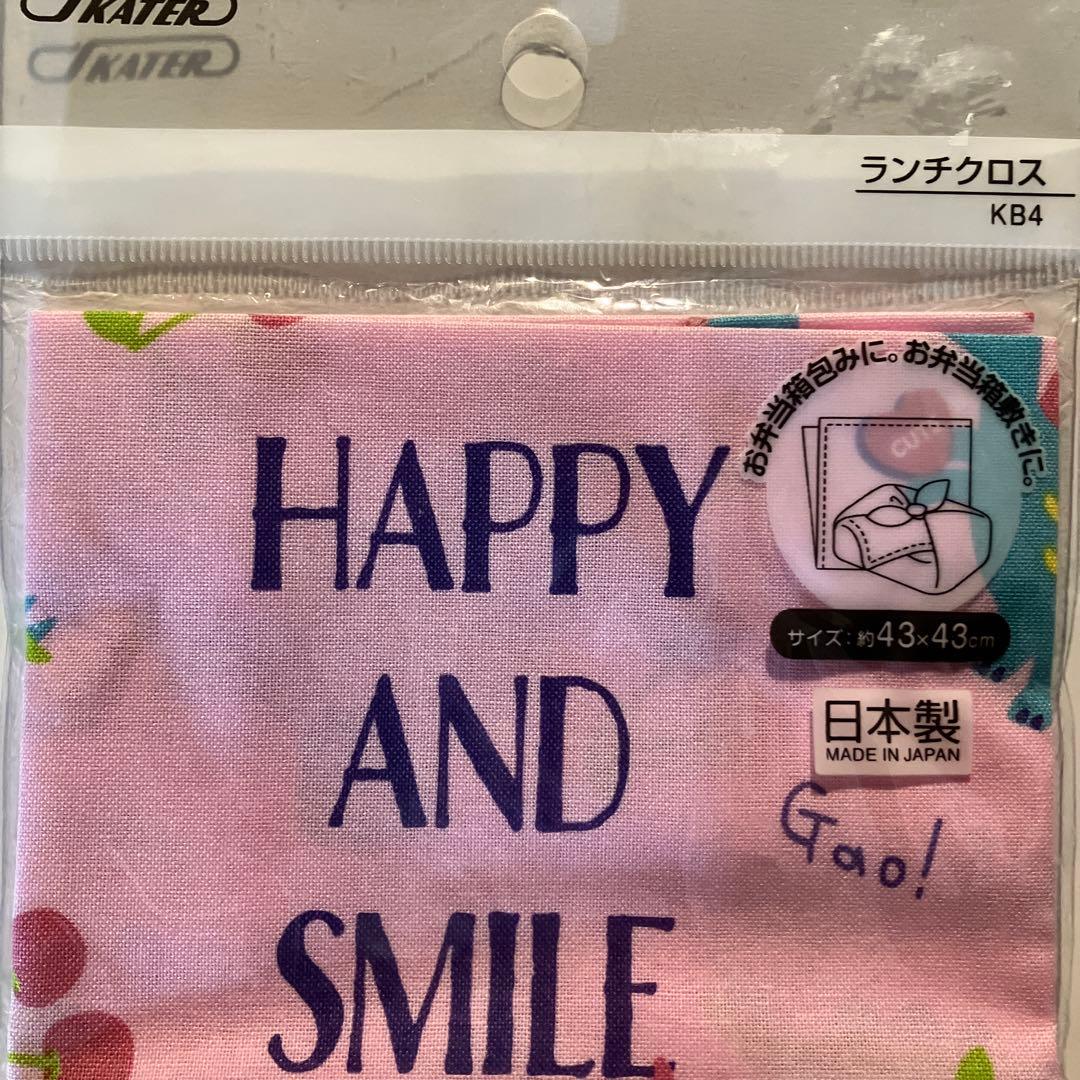 SKATER
SKATER
ランチクロス
KB4
お弁当箱包みに。お弁当箱敷きに。
CUTE
HAPPY
サイズ：約43×43cm
AND
日本製
MADE IN JAPAN
Gao!
SMILE